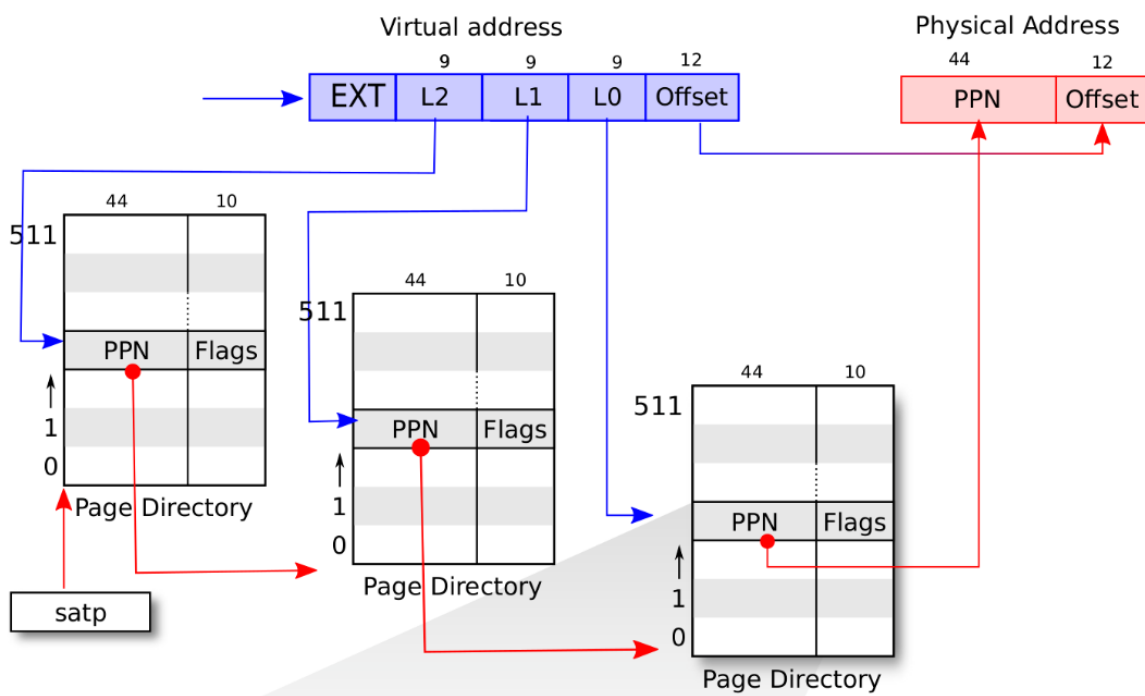 Virtual address
Physical Address
9 9 9 12
44 12
EXT L2 L1 L0 Offset
PPN Offset
44 10
511
PPN Flags
1
0
Page Directory
satp
44 10
511
PPN Flags
1
0
Page Directory
44 10
511
PPN Flags
1
0
Page Directory